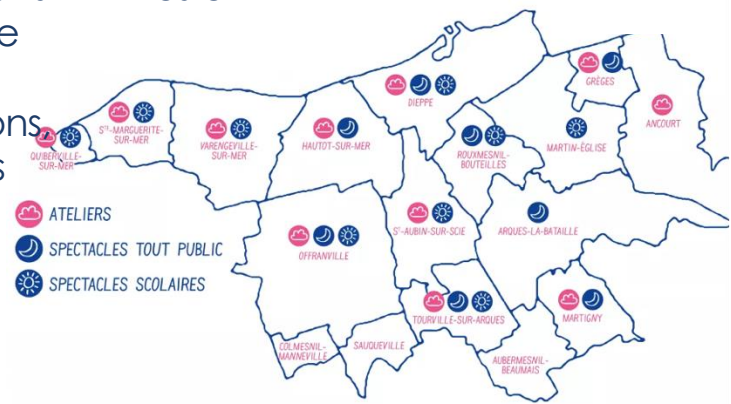 e
ons,
s
DIEPPE
GRÈGES
ANCOURT
STE-MARGUERITE-
SUR-MER
QUIBERVILLE-
SUR-MER
VARENGEVILLE-
SUR-MER
HAUTOT-SUR-MER
ROUXMESNIL-
BOUTEILLES
MARTIN-ÉGLISE
ATELIERS
SPECTACLES TOUT PUBLIC
SPECTACLES SCOLAIRES
OFFRANVILLE
ST-AUBIN-SUR-SCIE
ARQUES-LA-BATAILLE
TOURVILLE-SUR-ARQUES
MARTIGNY
COLMESNIL-
MANNEVILLE
SAUQUEVILLE
AUBERMESNIL-
BEAUMAIS